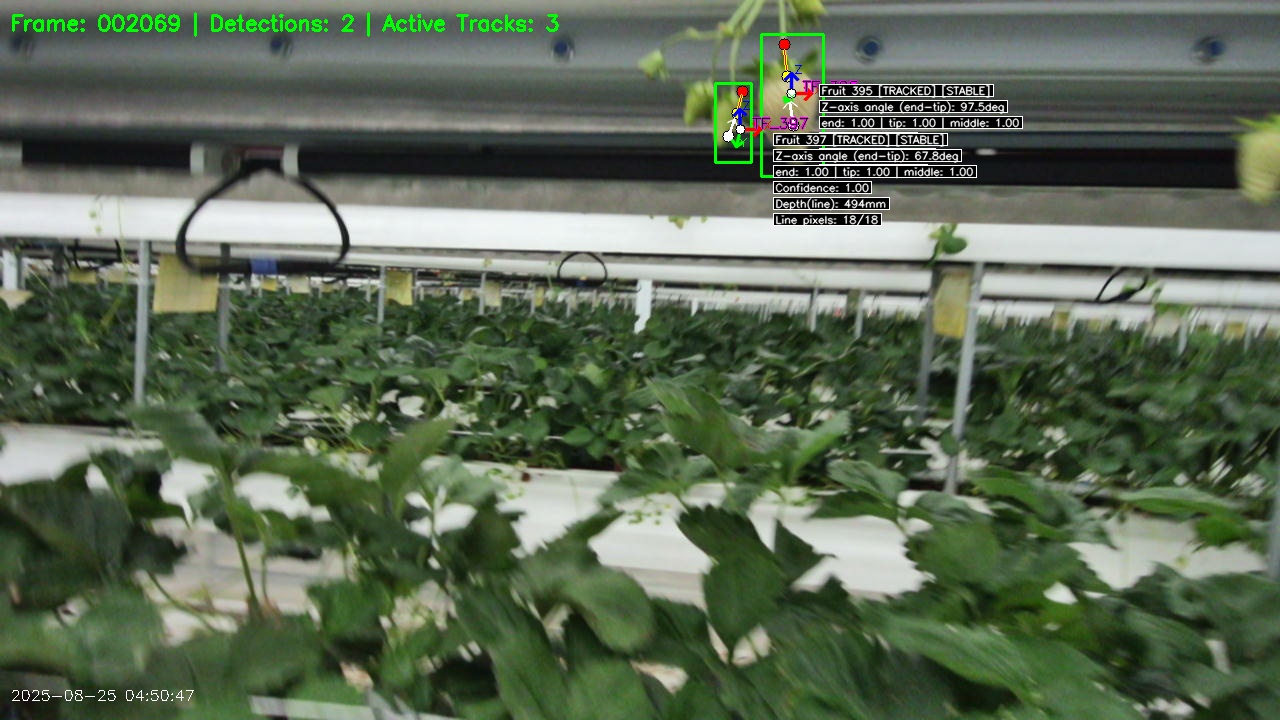 Frame: 002069 | Detections: 2 | Active Tracks: 3
Fruit 395 [TRACKED] [STABLE]
Z-axis angle (end-tip): 97.5deg
end: 1.00 | tip: 1.00 | middle: 1.00
TF_397
Fruit 397 [TRACKED] [STABLE]
Z-axis angle (end-tip): 67.8deg
end: 1.00 | tip: 1.00 | middle: 1.00
Confidence: 1.00
Depth(line): 494mm
Line pixels: 18/18
2025-08-25 04:50:47